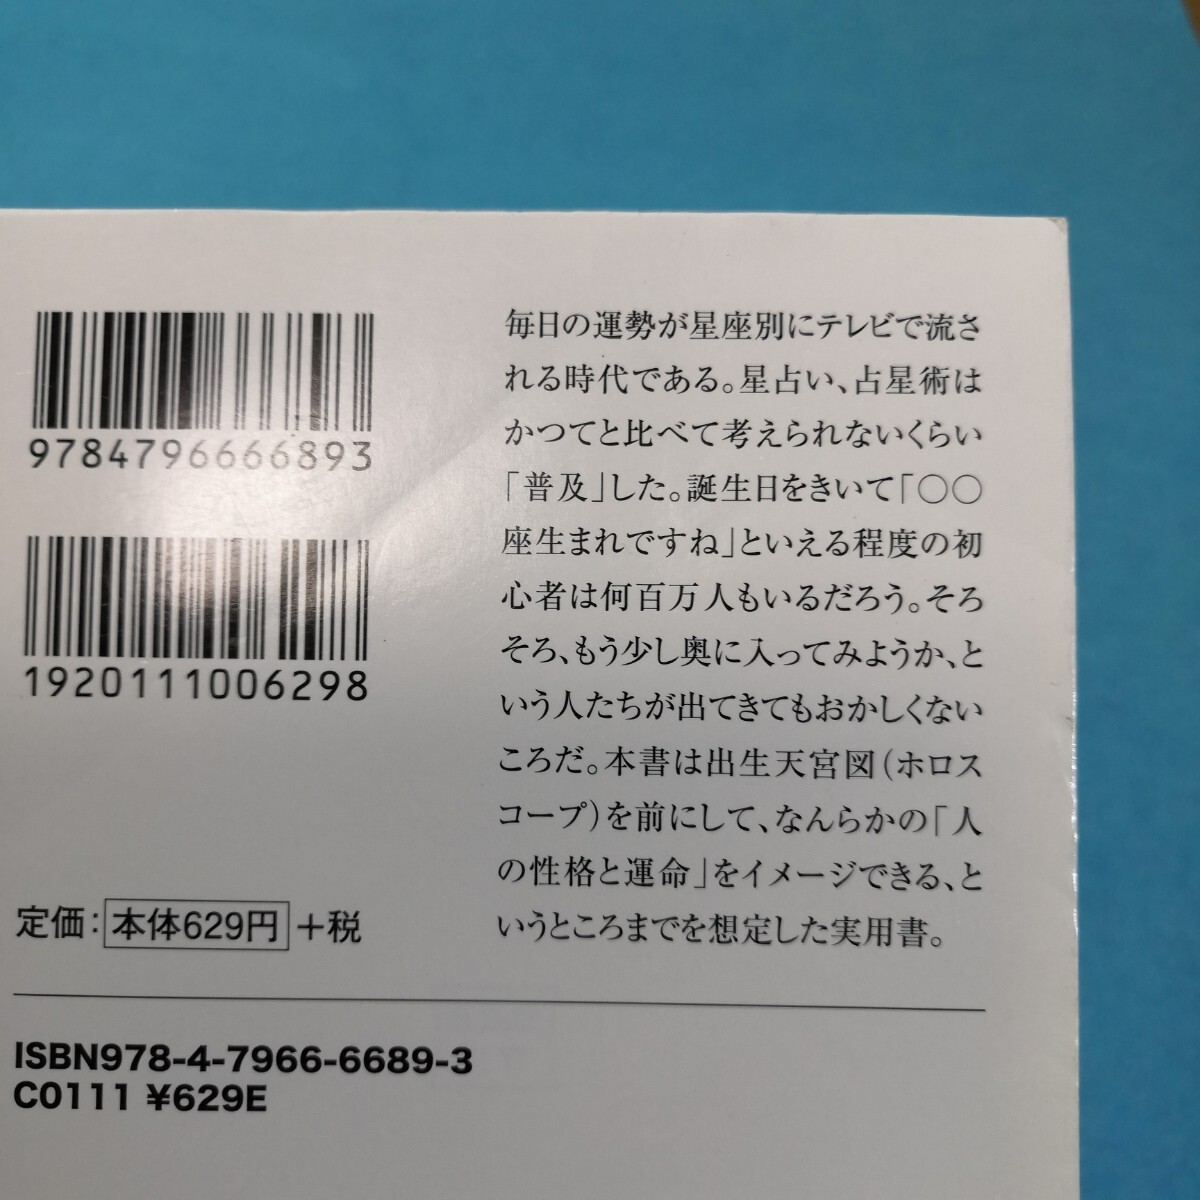 9784796666893
1920111006298
定価：本体629円＋税
ISBN978-4-7966-6689-3
C0111 ¥629E
毎日の運勢が星座別にテレビで流さ
れる時代である。星占い、占星術は
かつてと比べて考えられないくらい
「普及」した。誕生日をきいて「〇〇
座生まれですね」といえる程度の初
心者は何百万人もいるだろう。そろ
そろ、もう少し奥に入ってみようか、と
いう人たちが出てきてもおかしくない
ころだ。本書は出生天宮図（ホロス
コープ）を前にして、なんらかの「人
の性格と運命」をイメージできる、と
いうところまでを想定した実用書。